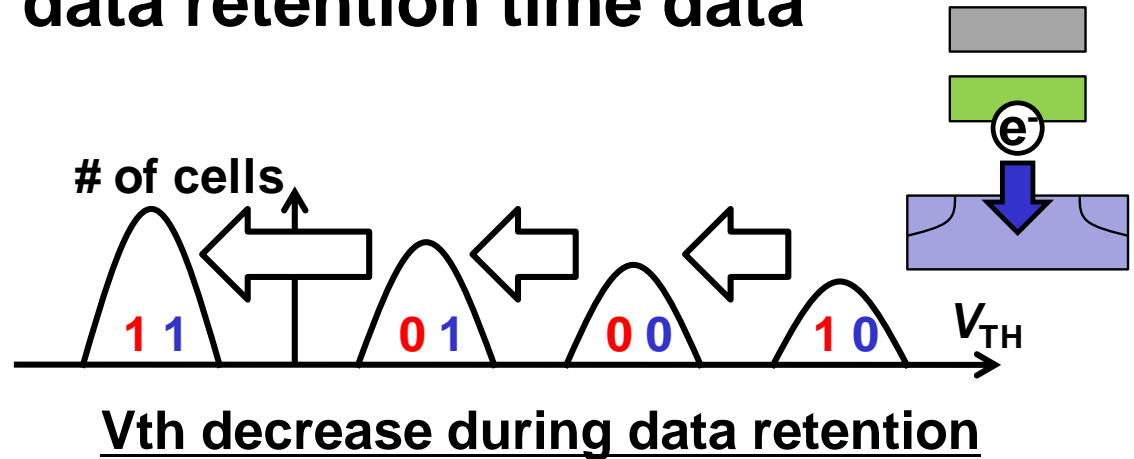 data retention time data
e-
# of cells
1 1 0 1 0 0 1 0
VTH
Vth decrease during data retention